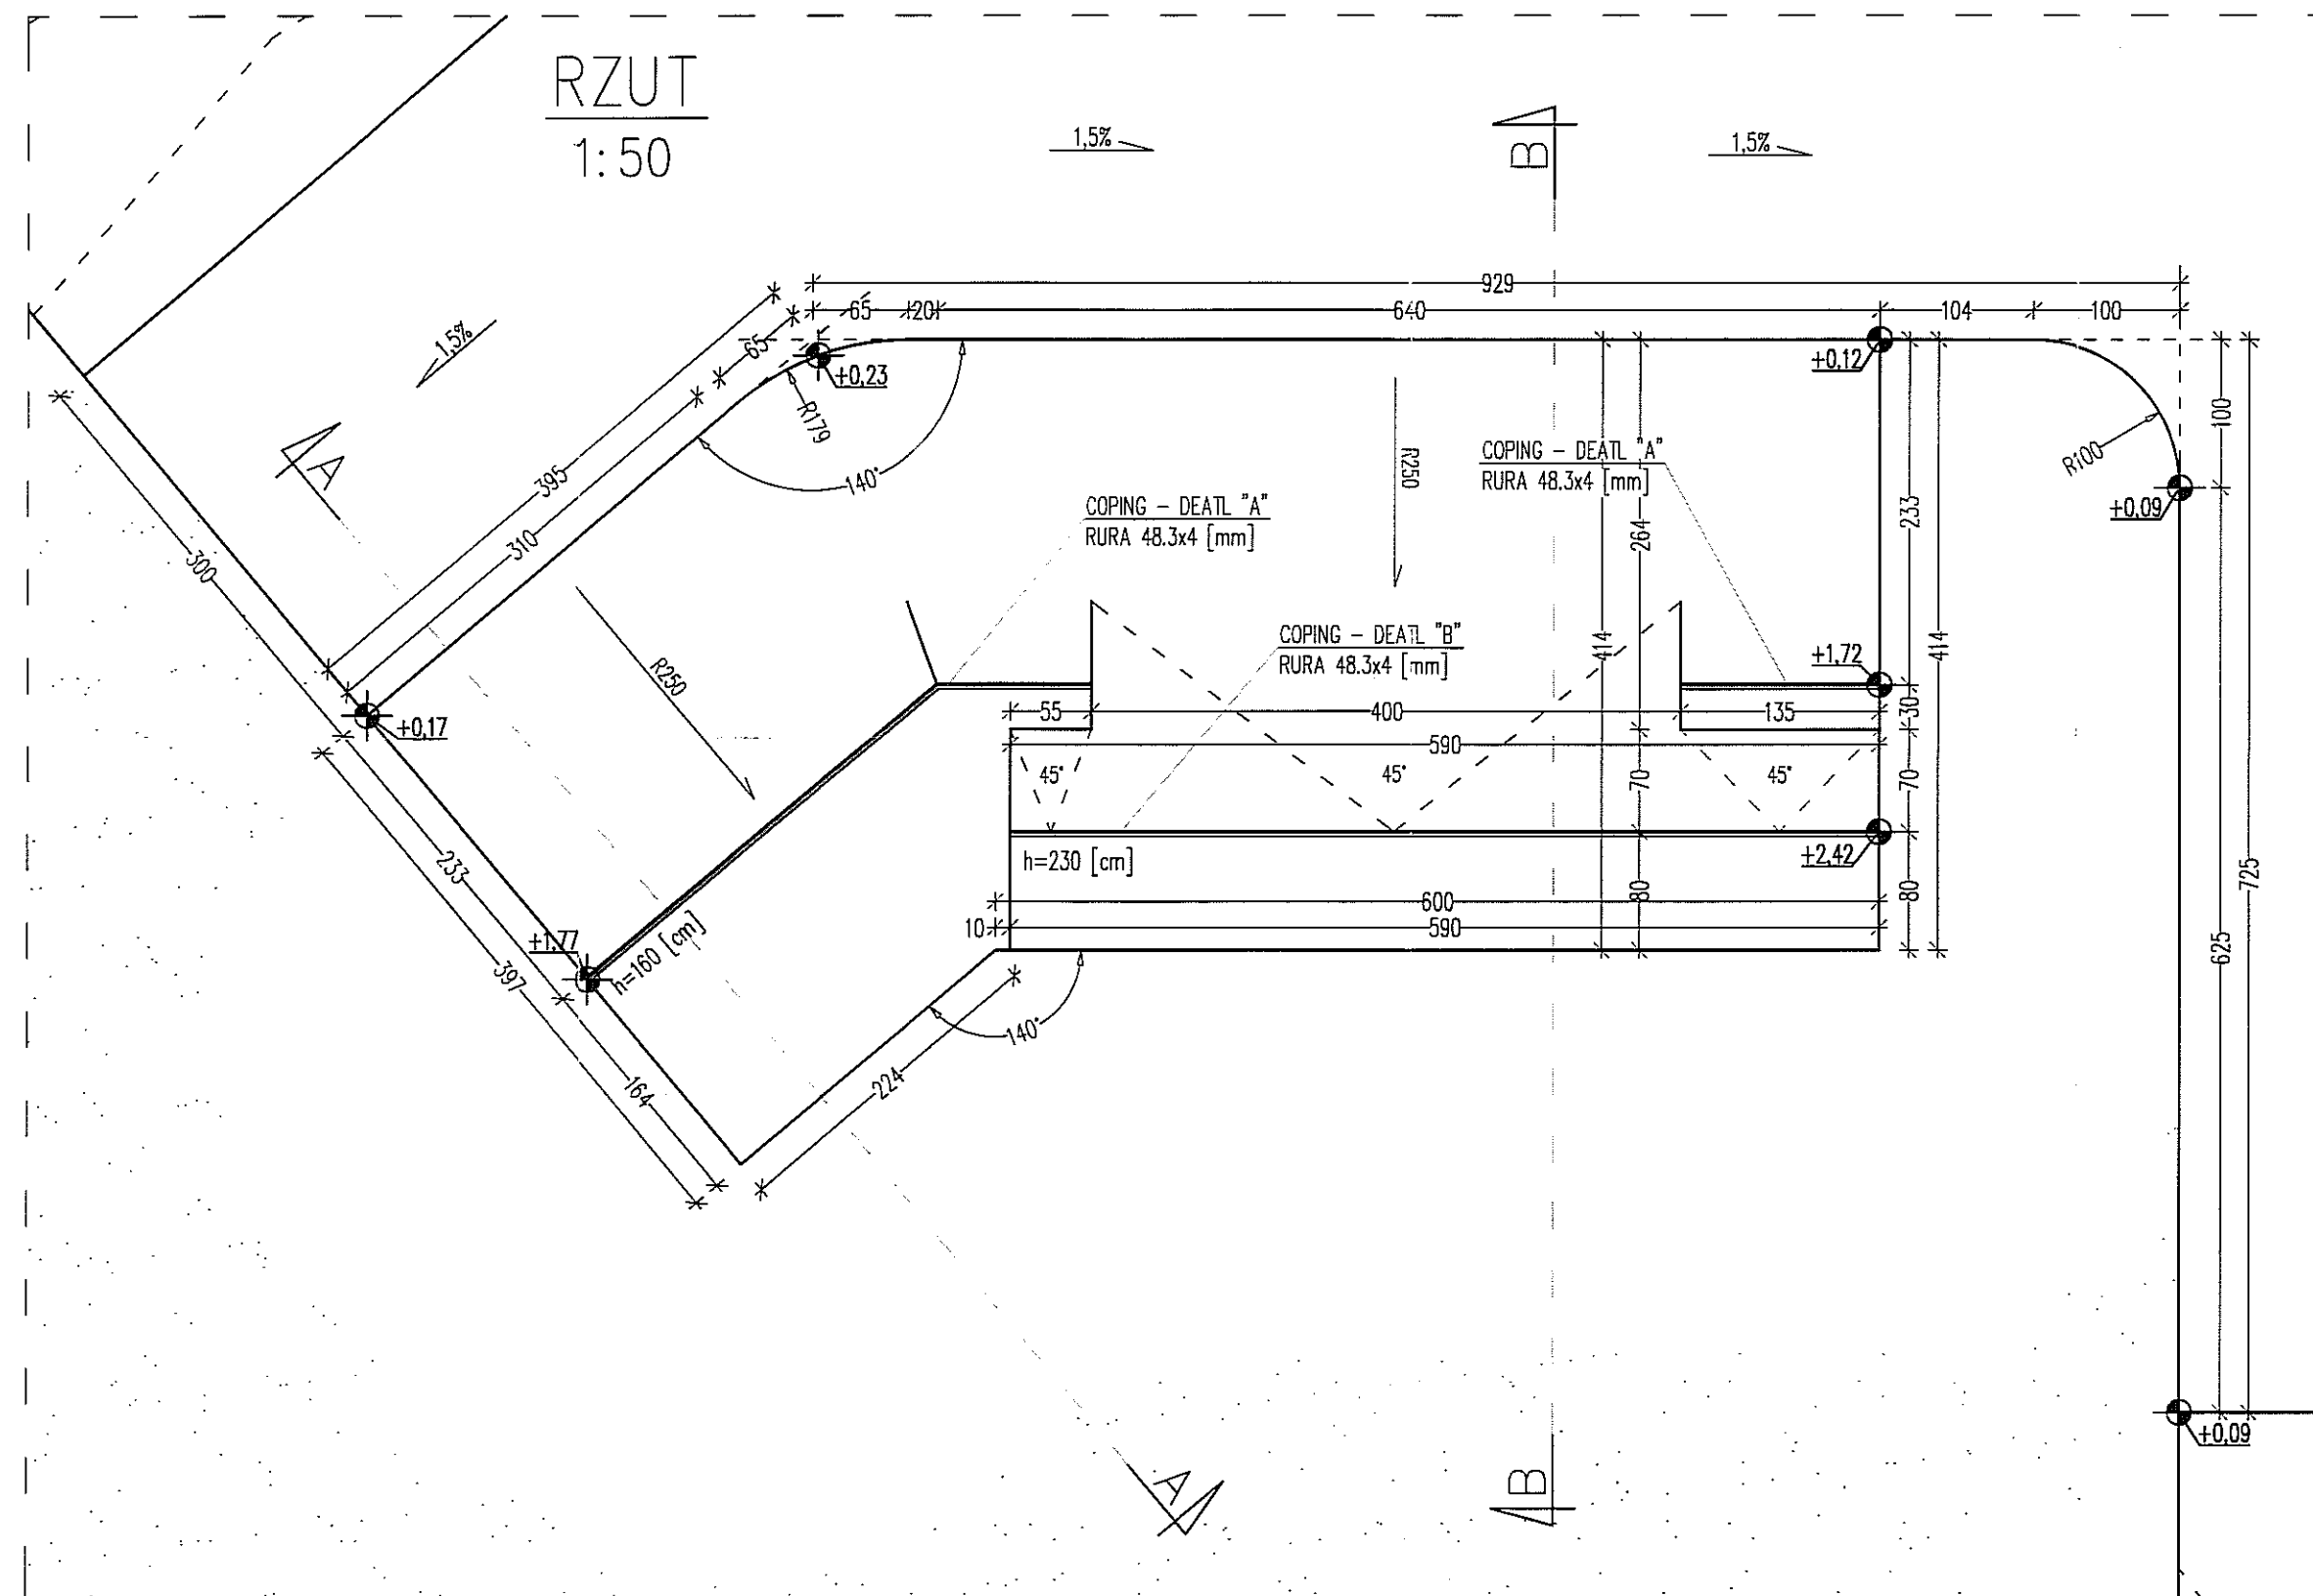 RZUT
1:50
1,5%
B
1,5%
929
65
20
640
104
100
1,5%
65
+0,23
+0,12
R179
140°
395
310
A
300
R250
COPING – DEATL "A"
RURA 48.3x4 [mm]
COPING – DEATL "A"
RURA 48.3x4 [mm]
COPING – DEATL "B"
RURA 48.3x4 [mm]
264
233
414
414
R100
100
+0,09
+0,17
R250
+1,72
55
400
135
30
590
45°
45°
45°
70
70
h=230 [cm]
±2,42
80
80
600
10
590
725
625
233
397
+1,77
h=160 [cm]
164
224
140°
A
B
+0,09